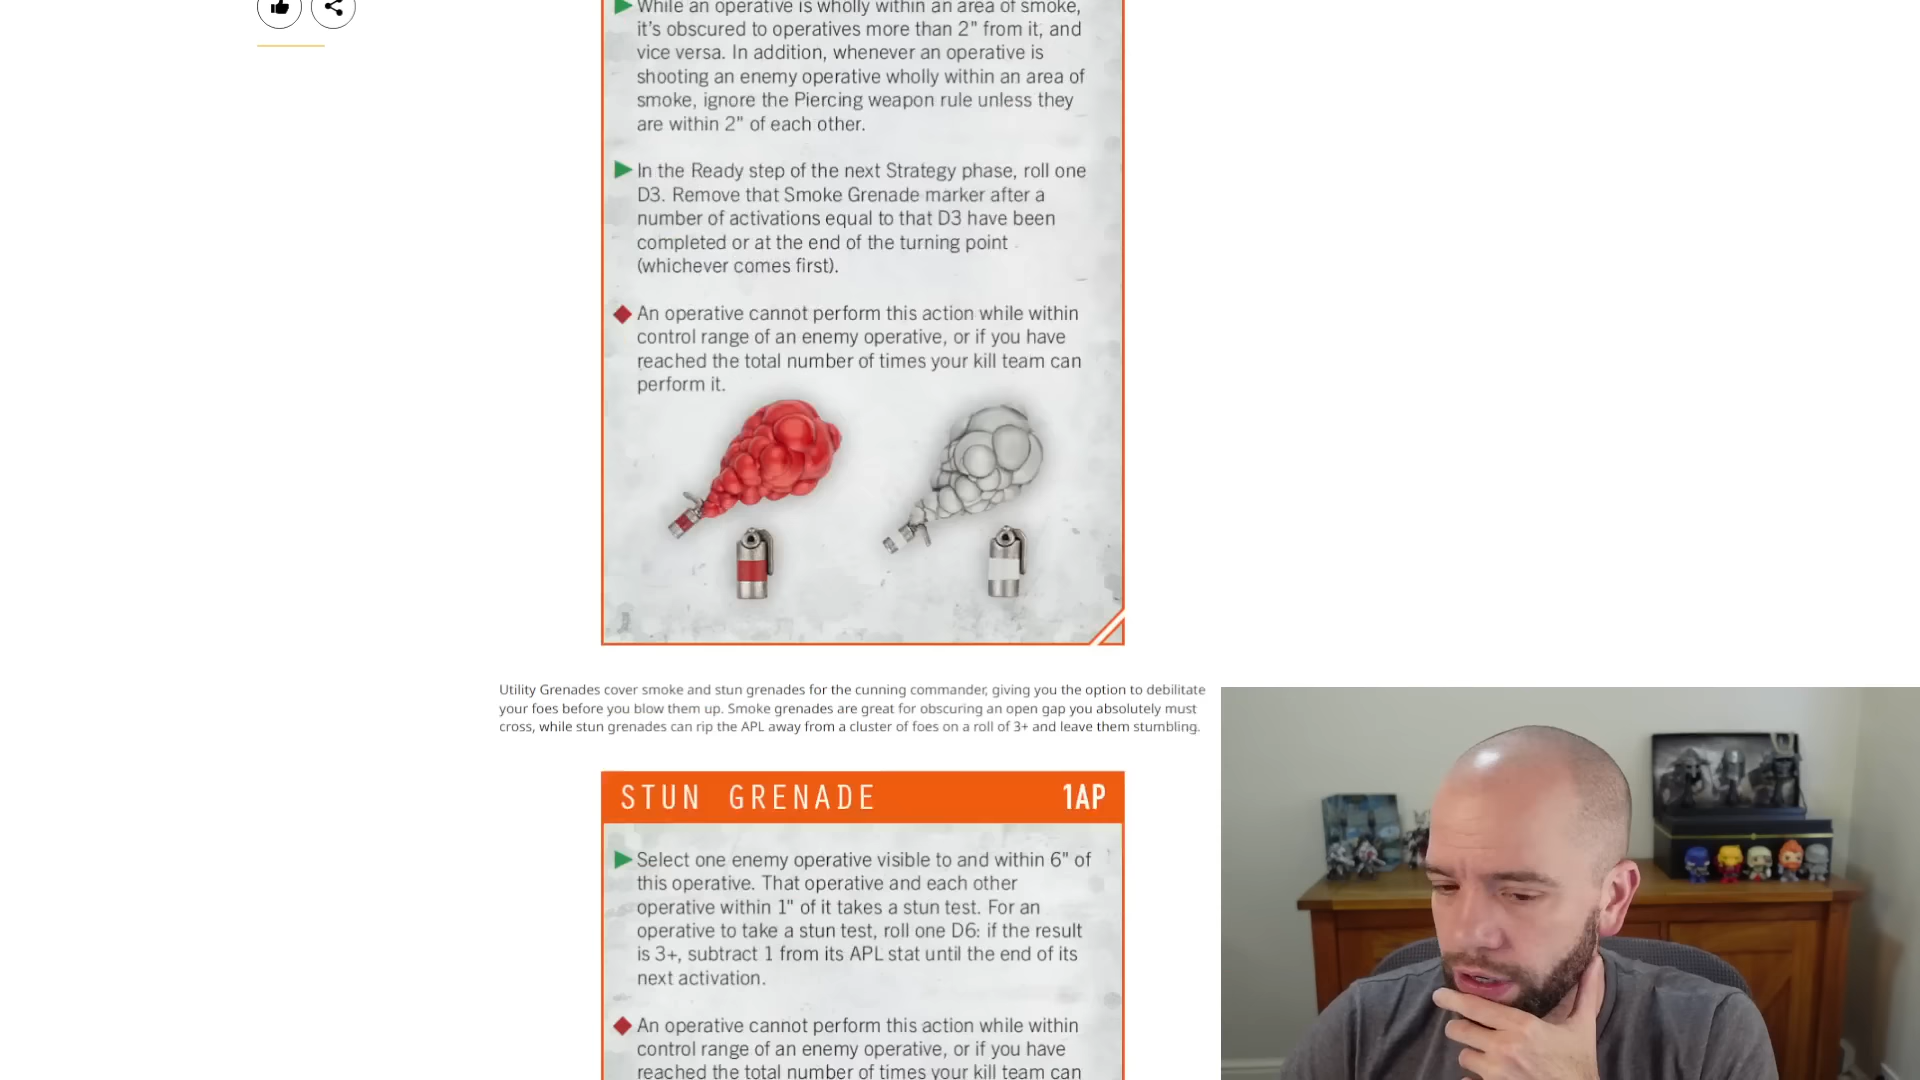 While an operative is wholly within an area of smoke,
it's obscured to operatives more than 2" from it, and
vice versa. In addition, whenever an operative is
shooting an enemy operative wholly within an area of
smoke, ignore the Piercing weapon rule unless they
are within 2" of each other.
In the Ready step of the next Strategy phase, roll one
D3. Remove that Smoke Grenade marker after a
number of activations equal to that D3 have been
completed or at the end of the turning point
(whichever comes first).
An operative cannot perform this action while within
control range of an enemy operative, or if you have
reached the total number of times your kill team can
perform it.
Utility Grenades cover smoke and stun grenades for the cunning commander, giving you the option to debilitate
your foes before you blow them up. Smoke grenades are great for obscuring an open gap you absolutely must
cross, while stun grenades can rip the APL away from a cluster of foes on a roll of 3+ and leave them stumbling.
STUN GRENADE 1AP
Select one enemy operative visible to and within 6" of
this operative. That operative and each other
operative within 1" of it takes a stun test. For an
operative to take a stun test, roll one D6: if the result
is 3+, subtract 1 from its APL stat until the end of its
next activation.
An operative cannot perform this action while within
control range of an enemy operative, or if you have
reached the total number of times your kill team can